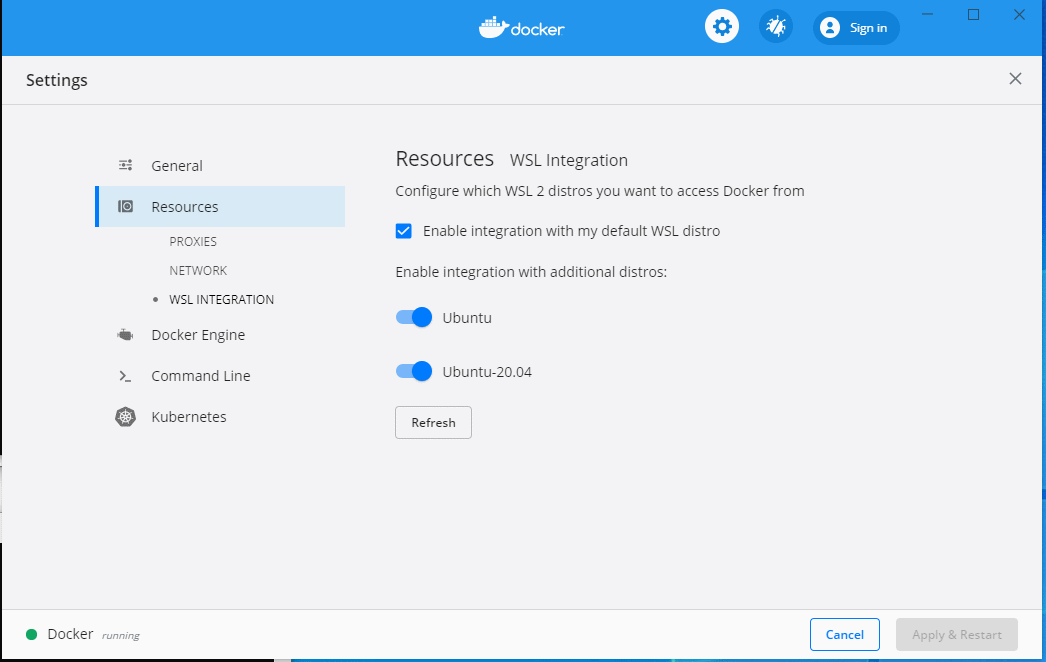 docker
Sign in
Settings
General
Resources
PROXIES
NETWORK
WSL INTEGRATION
Docker Engine
Command Line
Kubernetes
Resources WSL Integration
Configure which WSL 2 distros you want to access Docker from
Enable integration with my default WSL distro
Enable integration with additional distros:
Ubuntu
Ubuntu-20.04
Refresh
Docker running
Cancel
Apply & Restart